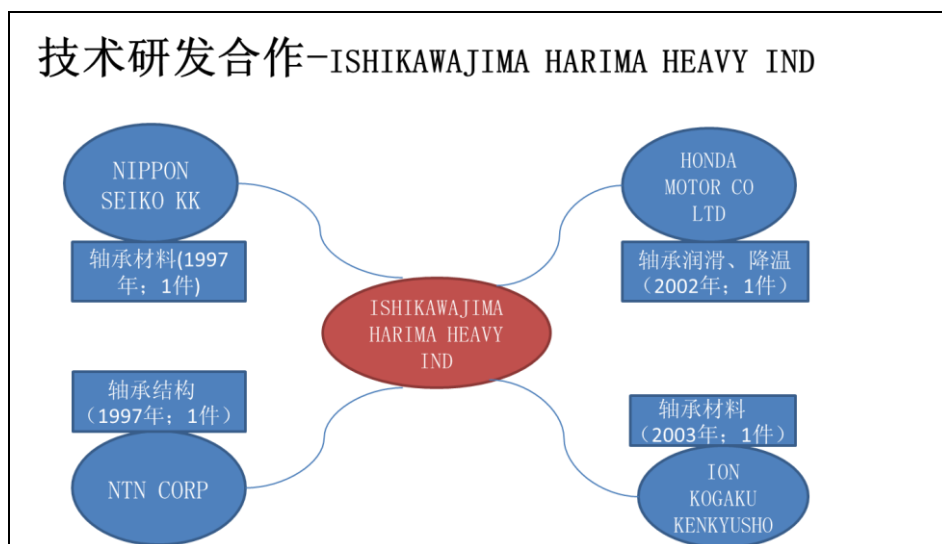 技术研发合作-ISHIKAWAJIMA HARIMA HEAVY IND
NIPPON
SEIKO KK
轴承材料(1997
年；1件)
HONDA
MOTOR CO
LTD
轴承润滑、降温
（2002年；1件）
ISHIKAWAJIMA
HARIMA HEAVY
IND
轴承结构
（1997年；1件）
NTN CORP
轴承材料
（2003年；1件）
ION
KOGAKU
KENKYUSHO